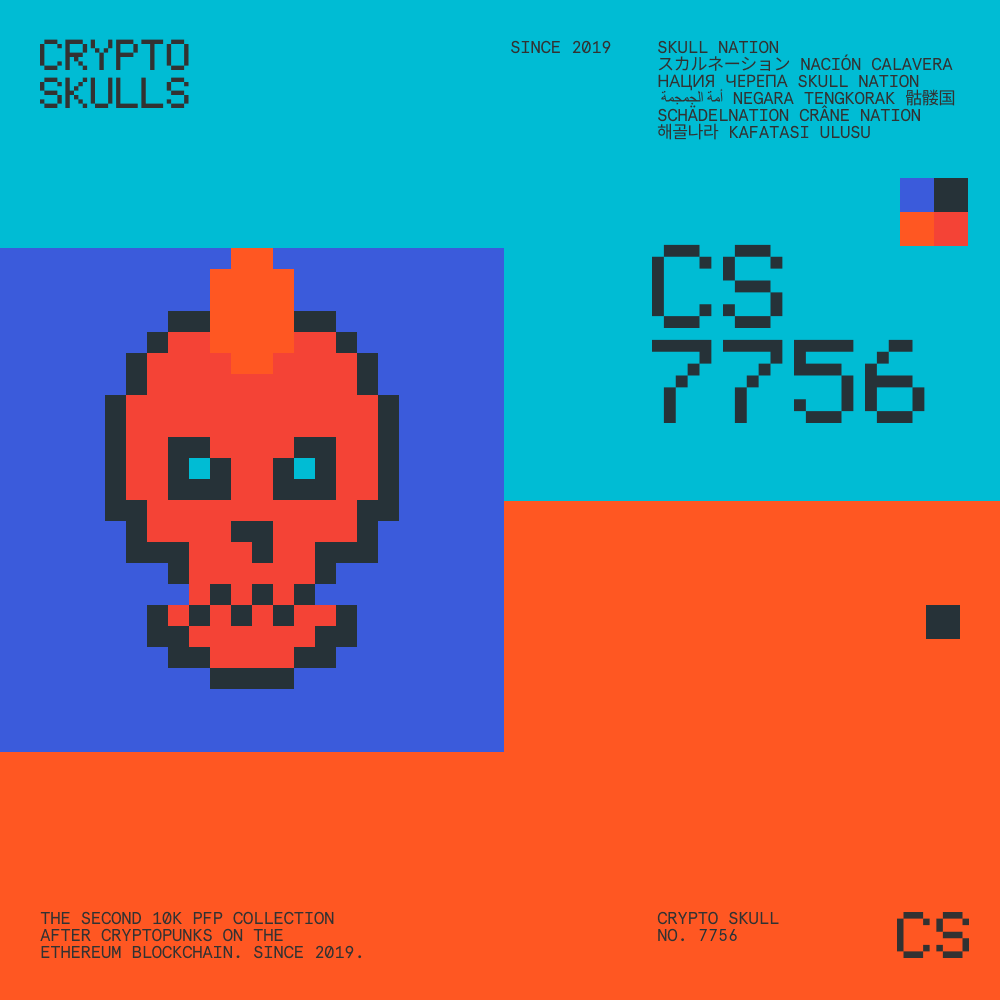 CRYPTO
SKULLS
SINCE 2019
SKULL NATION
スカルネーション NACIÓN CALAVERA
НАЦИЯ ЧЕРЕПА SKULL NATION
أمة الجمجمة NEGARA TENGKORAK 骷髅国
SCHÄDELNATION CRÂNE NATION
해골나라 KAFATASI ULUSU
CS
7756
THE SECOND 10K PFP COLLECTION
AFTER CRYPTOPUNKS ON THE
ETHEREUM BLOCKCHAIN. SINCE 2019.
CRYPTO SKULL
NO. 7756
CS